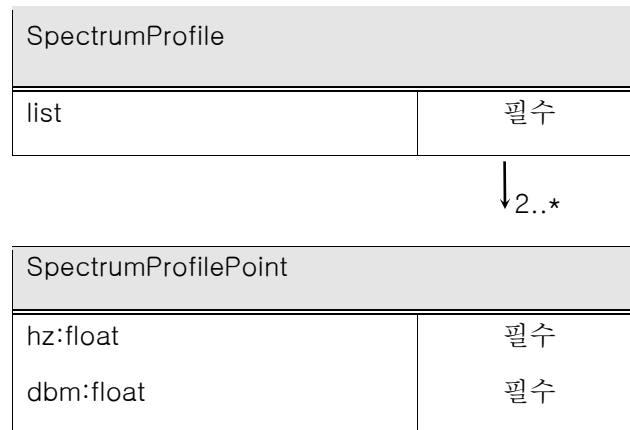 SpectrumProfile
list 필수
2..*
SpectrumProfilePoint
hz:float 필수
dbm:float 필수